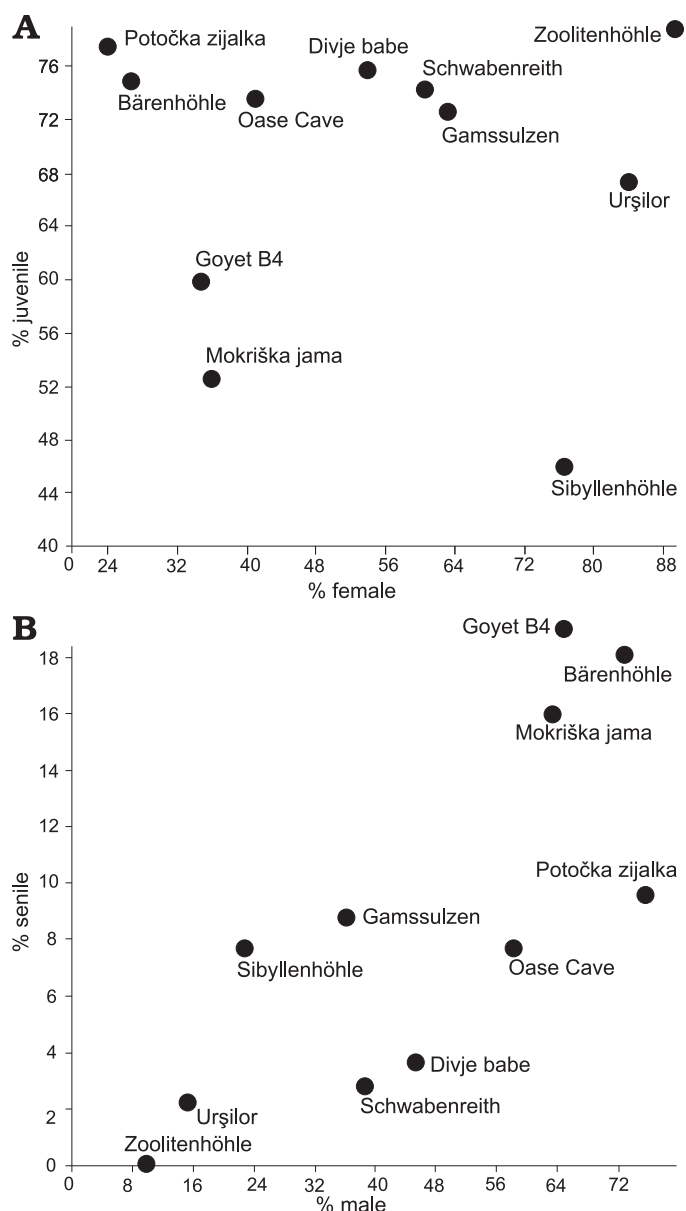 A
Potočka zijalka
Divje babe
Zoolitenhöhle
Schwabenreith
Bärenhöhle
Oase Cave
Gamssulzen
Urşilor
Goyet B4
Mokriška jama
Sibyllenhöhle
% juvenile
76
72
68
64
60
56
52
48
44
40
0 24 32 40 48 56 64 72 80 88
% female
B
Goyet B4
Bärenhöhle
Mokriška jama
Potočka zijalka
Gamssulzen
Sibyllenhöhle
Oase Cave
Divje babe
Schwabenreith
Urşilor
Zoolitenhöhle
% senile
18
16
14
12
10
8
6
4
2
0
0 8 16 24 32 40 48 56 64 72
% male